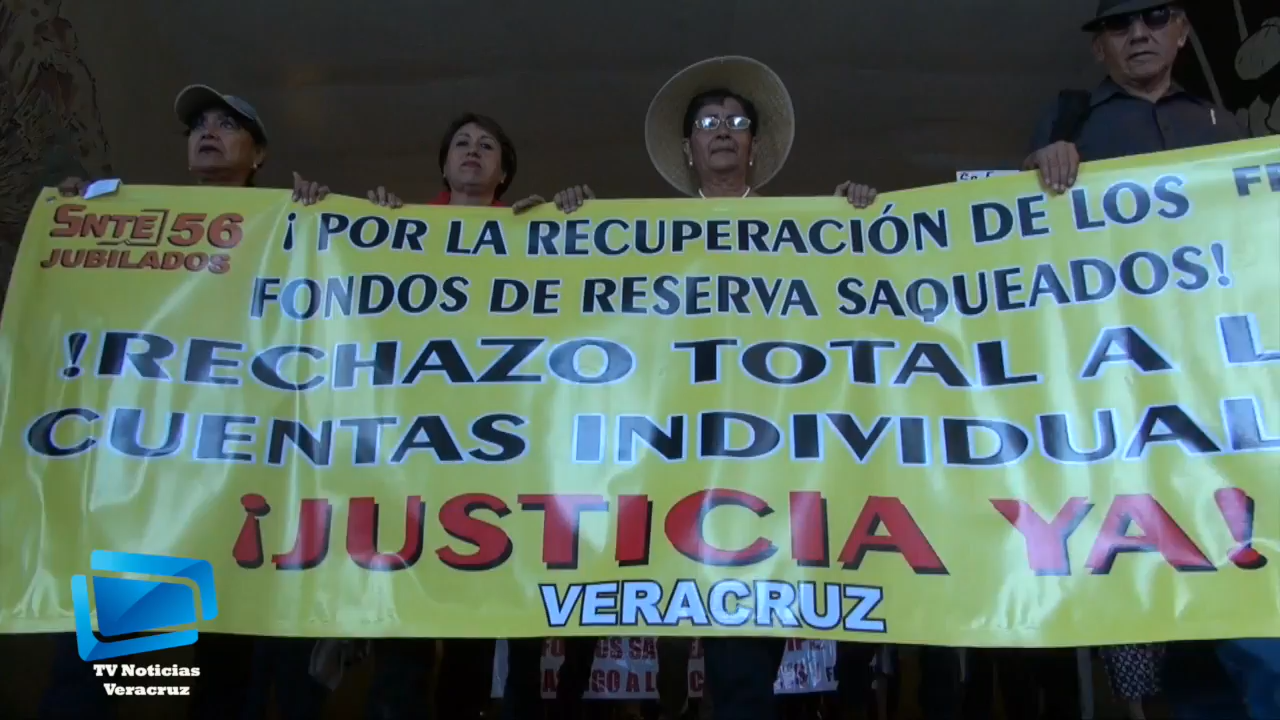 SNTE 56
JUBILADOS
¡POR LA RECUPERACIÓN DE LOS
FONDOS DE RESERVA SAQUEADOS!
!RECHAZO TOTAL A L
CUENTAS INDIVIDUAL
¡JUSTICIA YA!
VERACRUZ
TV Noticias
Veracruz